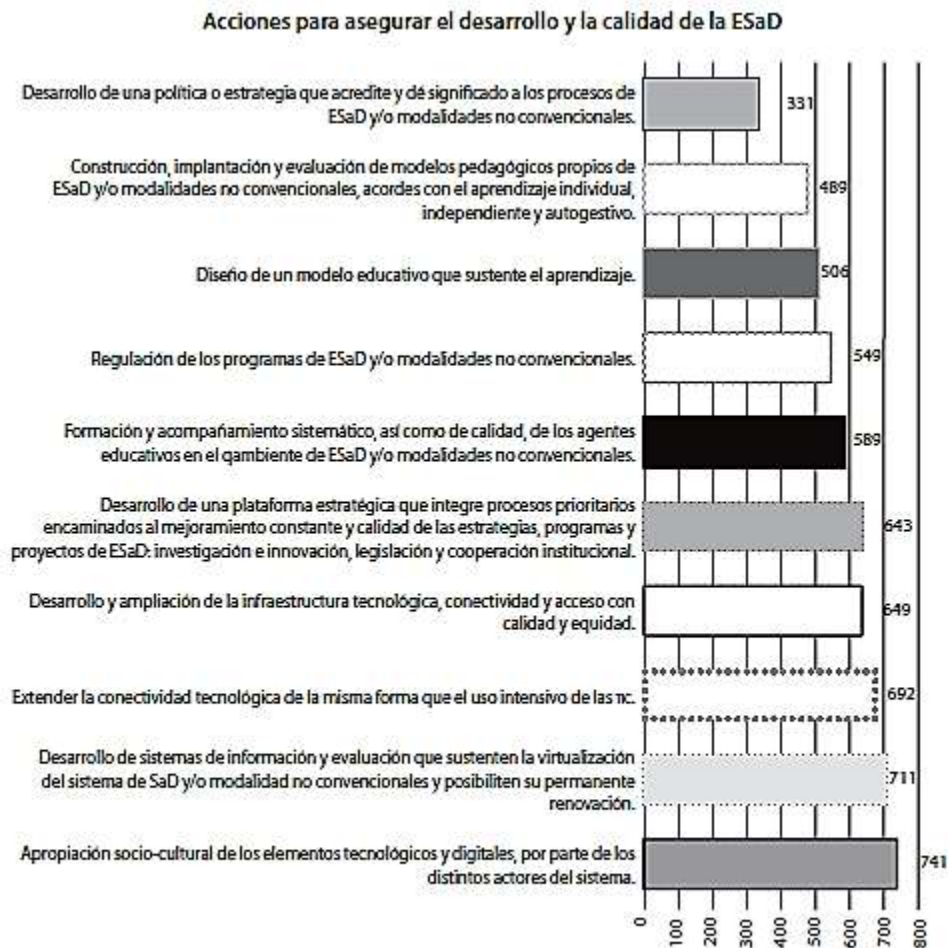 Acciones para asegurar el desarrollo y la calidad de la ESaD
Desarrollo de una política o estrategia que acredite y dé significado a los procesos de
ESaD y/o modalidades no convencionales.
331
Construcción, implantación y evaluación de modelos pedagógicos propios de
ESaD y/o modalidades no convencionales, acordes con el aprendizaje individual,
independiente y autogestivo.
489
Diseño de un modelo educativo que sustente el aprendizaje.
506
Regulación de los programas de ESaD y/o modalidades no convencionales.
549
Formación y acompañamiento sistemático, así como de calidad, de los agentes
educativos en el qambiente de ESaD y/o modalidades no convencionales.
589
Desarrollo de una plataforma estratégica que integre procesos prioritarios
encaminados al mejoramiento constante y calidad de las estrategias, programas y
proyectos de ESaD: investigación e innovación, legislación y cooperación institucional.
643
Desarrollo y ampliación de la infraestructura tecnológica, conectividad y acceso con
calidad y equidad.
649
Extender la conectividad tecnológica de la misma forma que el uso intensivo de las TIC.
692
Desarrollo de sistemas de información y evaluación que sustenten la virtualización
del sistema de SaD y/o modalidad no convencionales y posibiliten su permanente
renovación.
711
Apropiación socio-cultural de los elementos tecnológicos y digitales, por parte de los
distintos actores del sistema.
741
0
100
200
300
400
500
600
700
800